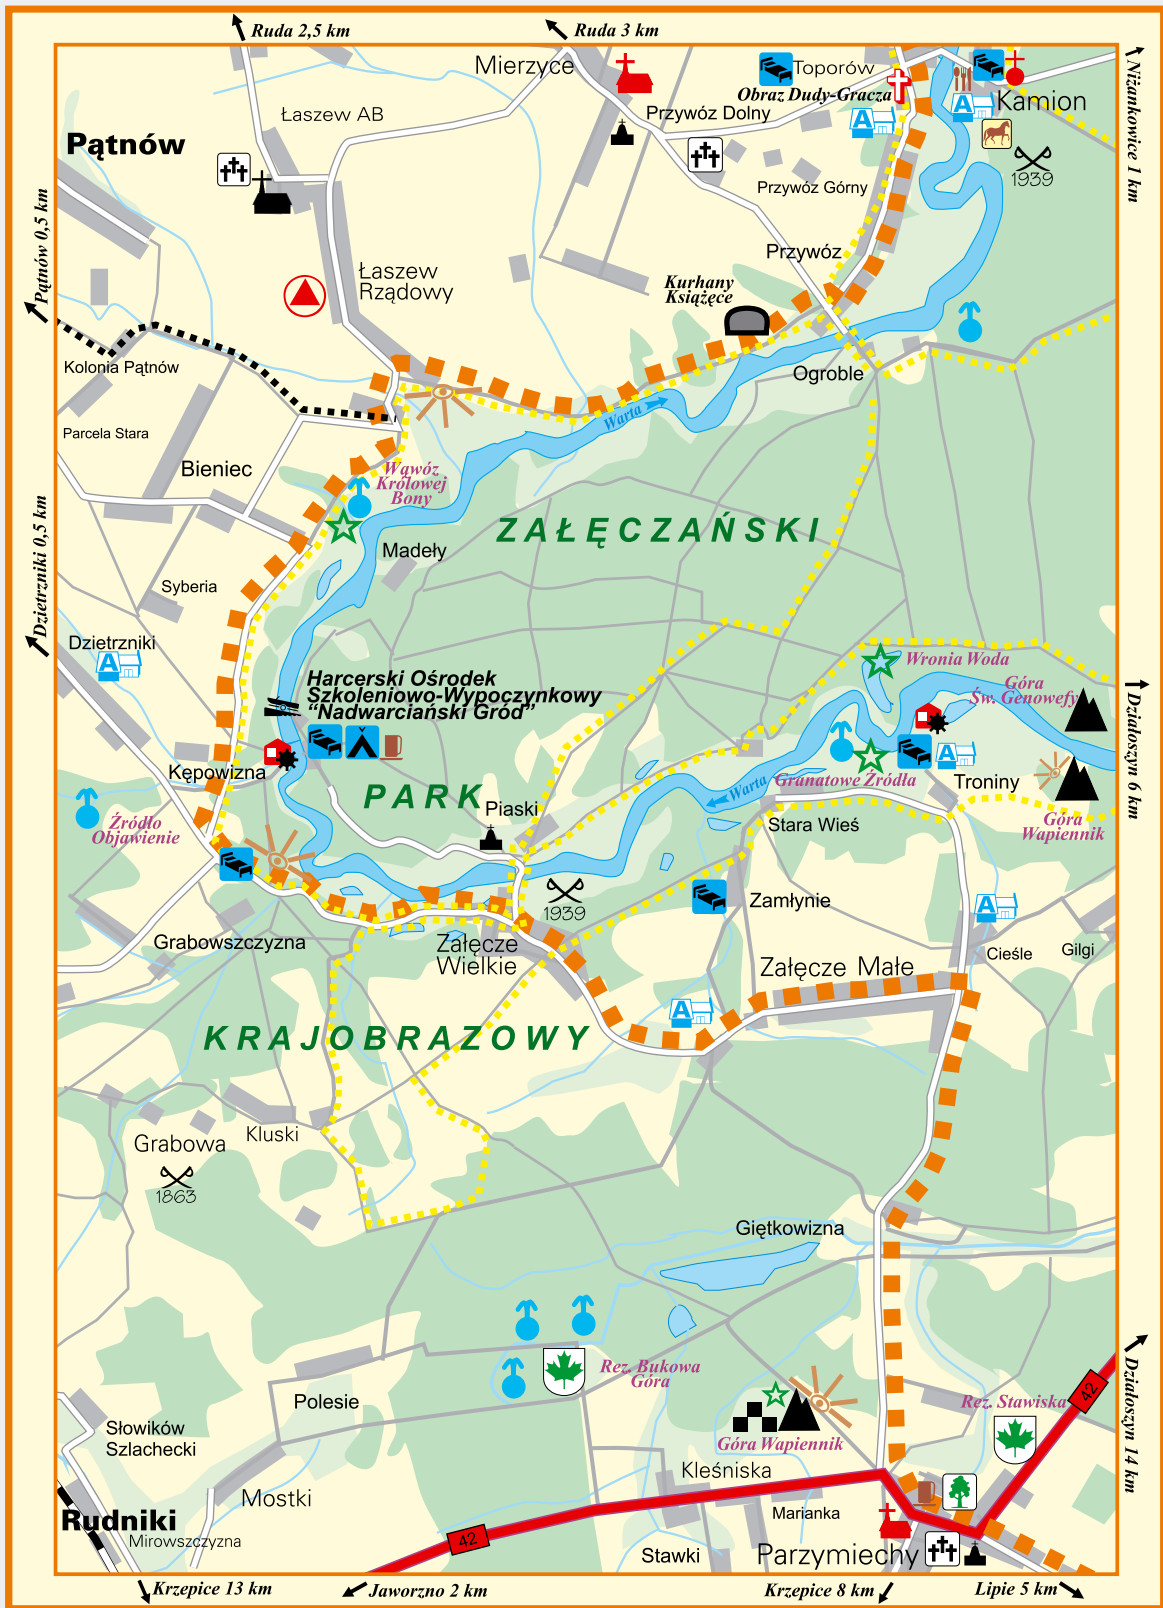 Ruda 2,5 km
Ruda 3 km
Mierzyce
Toporów
Obraz Dudy-Gracza
Kamion
Niżankowice 1 km
Łaszew AB
Przywóz Dolny
Pątnów
1939
Przywóz Górny
Pątnów 0,5 km
Przywóz
Łaszew
Rządowy
Kurhany
Książęce
Kolonia Pątnów
Ogroble
Warta
Parcela Stara
Bieniec
Wąwóz
Królowej
Bony
ZAŁĘCZAŃSKI
Dzietrzniki 0,5 km
Madeły
Syberia
Dzietrzniki
Wronia Woda
Harcerski Ośrodek
Szkoleniowo-Wypoczynkowy
“Nadwarciański Gród”
Góra
Św. Genowefy
Działoszyn 6 km
Kępowizna
Granatowe Źródła
Troniny
PARK
Warta
Piaski
Źródło
Objawienie
Stara Wieś
Góra
Wapiennik
1939
Zamłynie
Grabowszczyzna
Załęcze
Wielkie
Cieśle
Gilgi
Załęcze Małe
KRAJOBRAZOWY
Grabowa
Kluski
1863
Giętkowizna
Rez. Bukowa
Góra
Działoszyn 14 km
Polesie
Rez. Stawiska
42
Słowików
Szlachecki
Góra Wapiennik
Kleśniska
Mostki
Marianka
Rudniki
Mirowszczyzna
42
Stawki
Parzymiechy
Krzepice 13 km
Jaworzno 2 km
Krzepice 8 km
Lipie 5 km